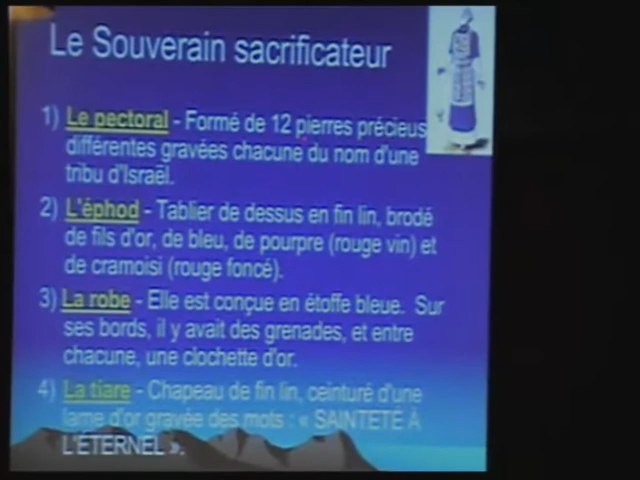 Le Souverain sacrificateur
1) Le pectoral - Formé de 12 pierres précieus
différentes gravées chacune du nom d'une
tribu d'Israël.
2) L'éphod - Tablier de dessus en fin lin, brodé
de fils d'or, de bleu, de pourpre (rouge vin) et
de cramoisi (rouge foncé).
3) La robe - Elle est conçue en étoffe bleue. Sur
ses bords, il y avait des grenades, et entre
chacune, une clochette d'or.
4) La tiare - Chapeau de fin lin, ceinturé d'une
lame d'or gravée des mots : « SAINTETÉ À
L'ÉTERNEL ».